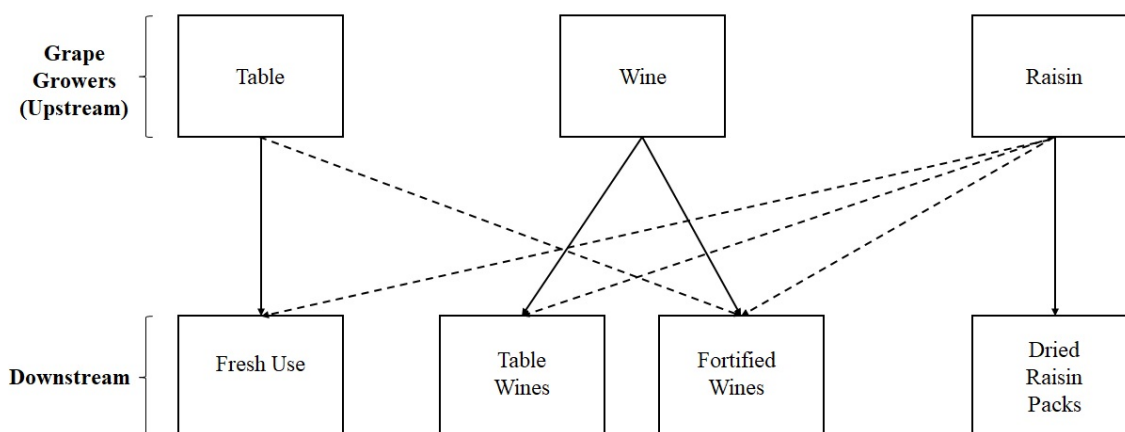 Grape
Growers
(Upstream)
Table
Wine
Raisin
Downstream
Fresh Use
Table
Wines
Fortified
Wines
Dried
Raisin
Packs